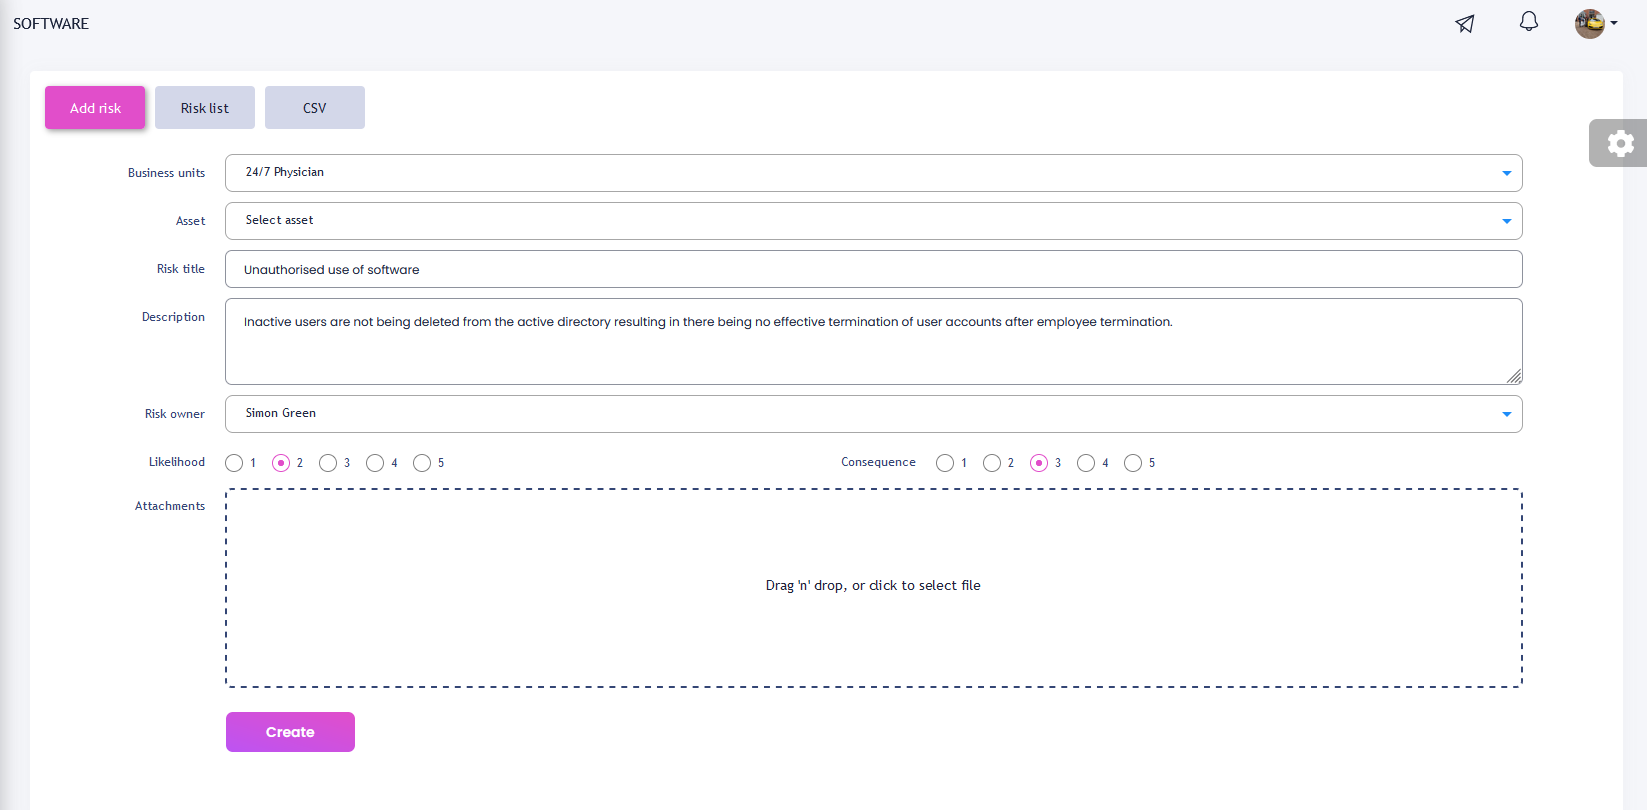 SOFTWARE
Add risk
Risk list
CSV
Business units
24/7 Physician
Asset
Select asset
Risk title
Unauthorised use of software
Description
Inactive users are not being deleted from the active directory resulting in there being no effective termination of user accounts after employee termination.
Risk owner
Simon Green
Likelihood 1 2 3 4 5 Consequence 1 2 3 4 5
Attachments
Drag 'n' drop, or click to select file
Create